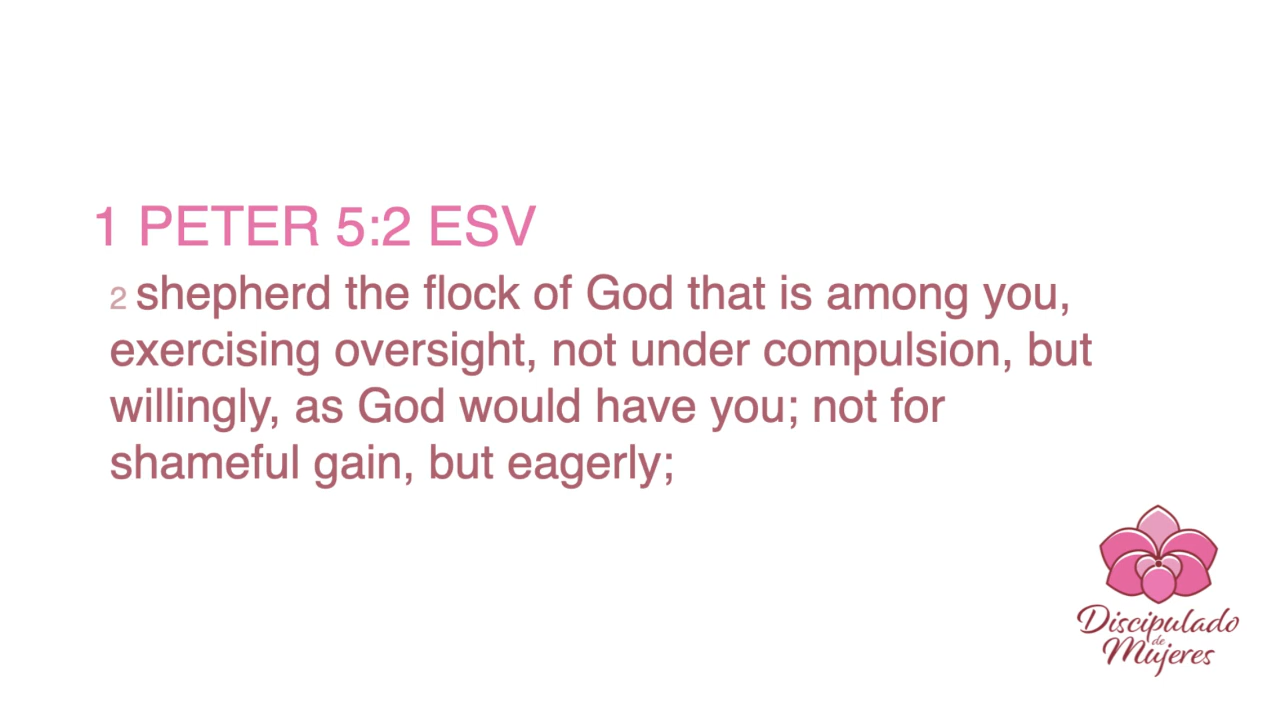 1 PETER 5:2 ESV
2 shepherd the flock of God that is among you,
exercising oversight, not under compulsion, but
willingly, as God would have you; not for
shameful gain, but eagerly;
Discipulado
de
Mujeres